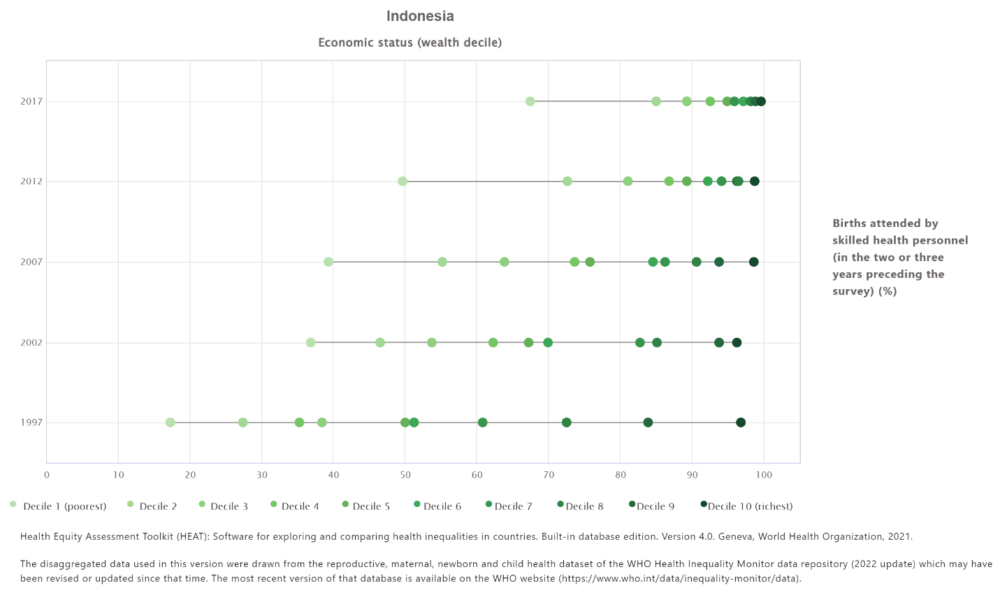 Indonesia
Economic status (wealth decile)
2017
2012
2007
2002
1997
0 10 20 30 40 50 60 70 80 90 100
Births attended by
skilled health personnel
(in the two or three
years preceding the
survey) (%)
Decile 1 (poorest) Decile 2 Decile 3 Decile 4 Decile 5 Decile 6 Decile 7 Decile 8 Decile 9 Decile 10 (richest)
Health Equity Assessment Toolkit (HEAT): Software for exploring and comparing health inequalities in countries. Built-in database edition. Version 4.0. Geneva, World Health Organization, 2021.
The disaggregated data used in this version were drawn from the reproductive, maternal, newborn and child health dataset of the WHO Health Inequality Monitor data repository (2022 update) which may have
been revised or updated since that time. The most recent version of that database is available on the WHO website (https://www.who.int/data/inequality-monitor/data).